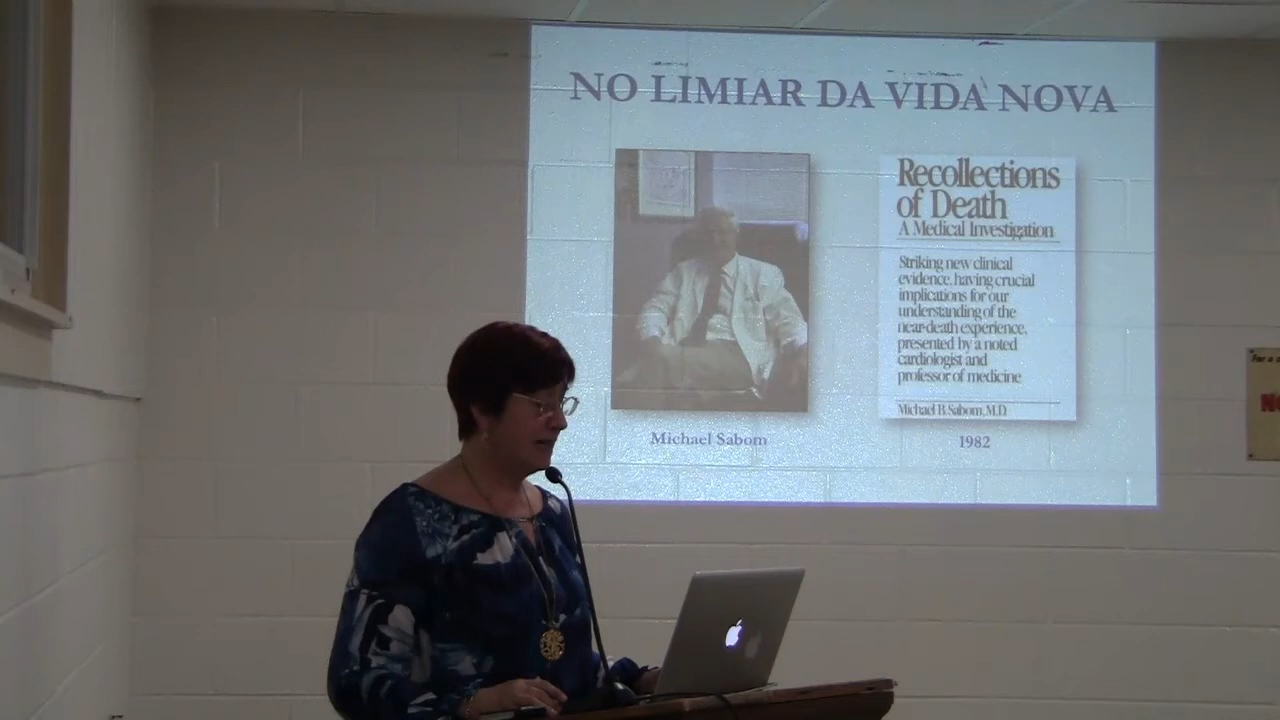 NO LIMIAR DA VIDA NOVA
Recollections
of Death
A Medical Investigation
Striking new clinical
evidence, having crucial
implications for our
understanding of the
near-death experience,
presented by a noted
cardiologist and
professor of medicine
Michael B. Sabom, M.D.
Michael Sabom
1982
For a